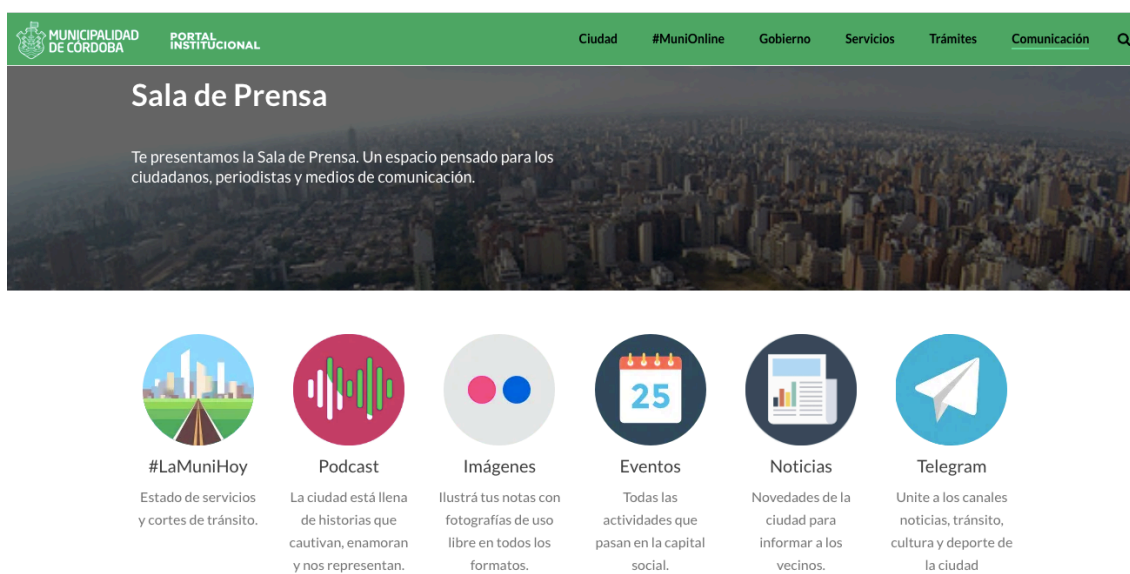 MUNICIPALIDAD
DE CÓRDOBA
PORTAL
INSTITUCIONAL
Ciudad
#MuniOnline
Gobierno
Servicios
Trámites
Comunicación
Sala de Prensa
Te presentamos la Sala de Prensa. Un espacio pensado para los
ciudadanos, periodistas y medios de comunicación.
25
#LaMuniHoy
Estado de servicios
y cortes de tránsito.
Podcast
La ciudad está llena
de historias que
cautivan, enamoran
y nos representan.
Imágenes
Ilustrá tus notas con
fotografías de uso
libre en todos los
formatos.
Eventos
Todas las
actividades que
pasan en la capital
social.
Noticias
Novedades de la
ciudad para
informar a los
vecinos.
Telegram
Unite a los canales
noticias, tránsito,
cultura y deporte de
la ciudad